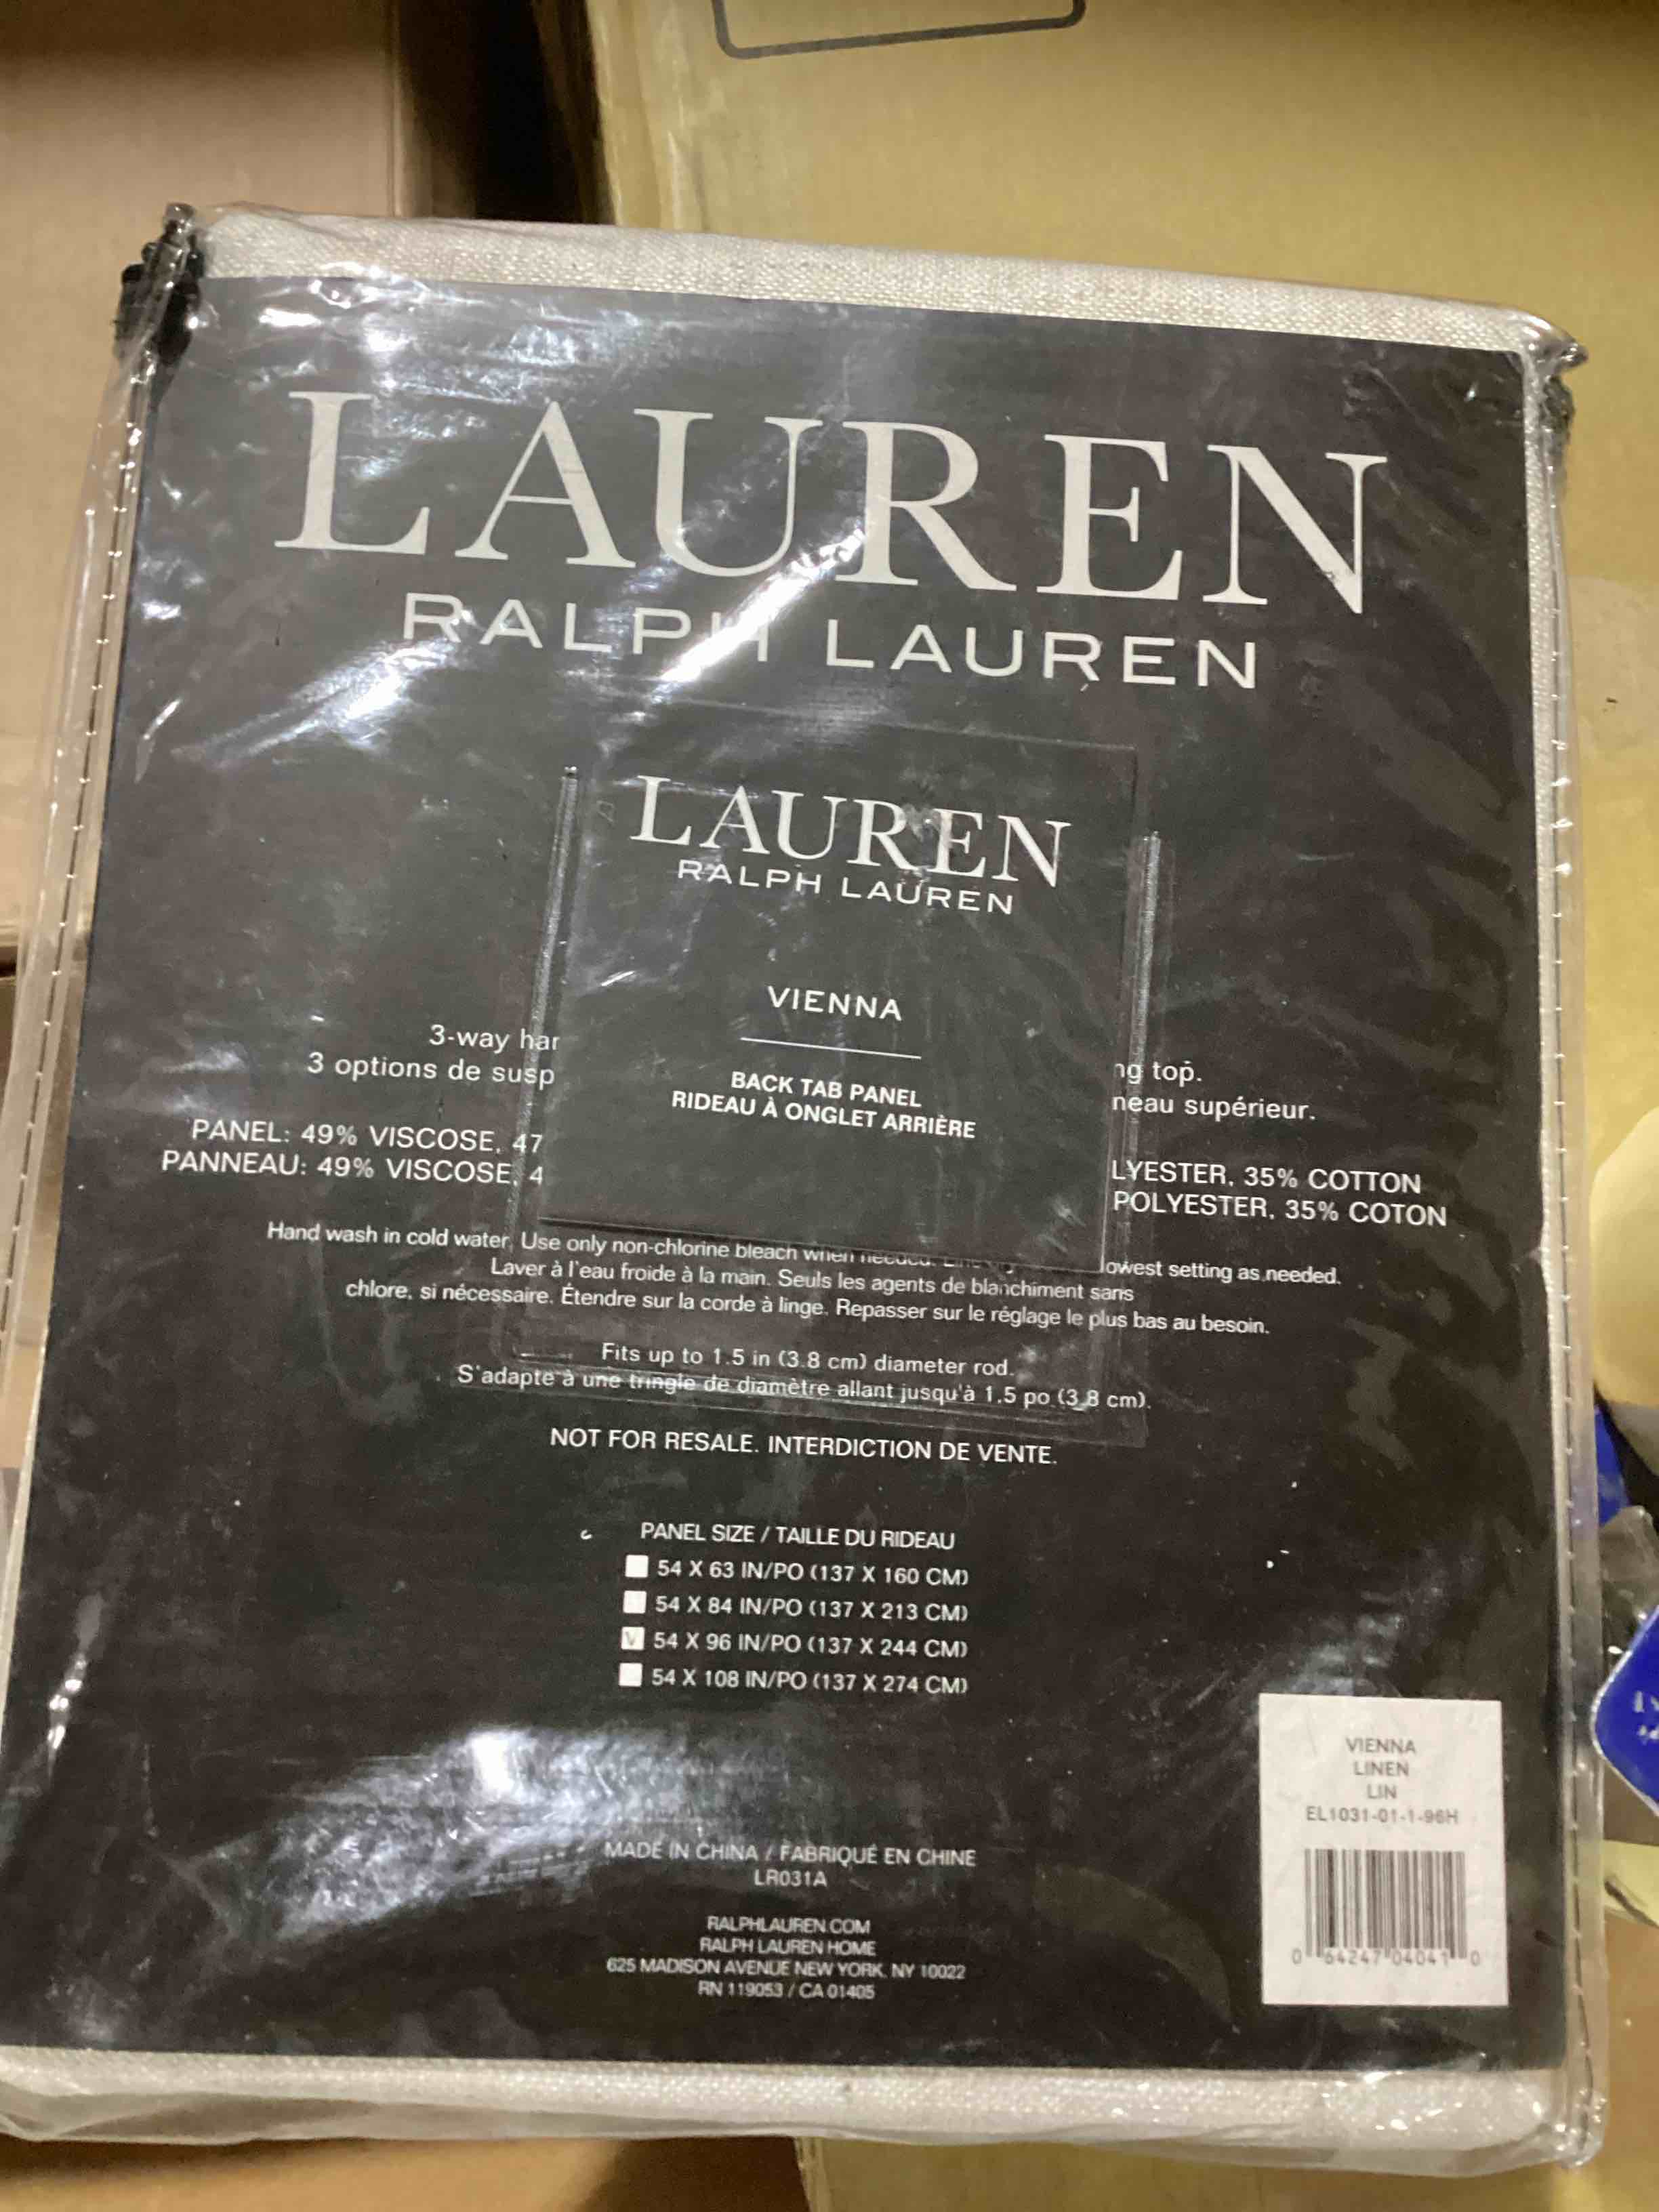 LAUREN
RALPH LAUREN
LAUREN
RALPH LAUREN
VIENNA
BACK TAB PANEL
RIDEAU À ONGLET ARRIÈRE
3-way har
ng top.
3 options de susp
neau supérieur.
PANEL: 49% VISCOSE, 47
LYESTER, 35% COTTON
PANNEAU: 49% VISCOSE, 4
POLYESTER, 35% COTON
Hand wash in cold water. Use only non-chlorine bleach when needed. lowest setting as needed.
Laver à l'eau froide à la main. Seuls les agents de blanchiment sans
chlore, si nécessaire. Étendre sur la corde à linge. Repasser sur le réglage le plus bas au besoin.
Fits up to 1.5 in (3.8 cm) diameter rod.
S'adapte à une tringle de diamètre allant jusqu'à 1.5 po (3.8 cm).
NOT FOR RESALE. INTERDICTION DE VENTE.
PANEL SIZE / TAILLE DU RIDEAU
54 X 63 IN/PO (137 X 160 CM)
54 X 84 IN/PO (137 X 213 CM)
54 X 96 IN/PO (137 X 244 CM)
54 X 108 IN/PO (137 X 274 CM)
VIENNA
LINEN
LIN
EL1031-01-1-96H
0 64247 04041 0
MADE IN CHINA / FABRIQUÉ EN CHINE
LR031A
RALPHLAUREN.COM
RALPH LAUREN HOME
625 MADISON AVENUE NEW YORK, NY 10022
RN 119053 / CA 01405